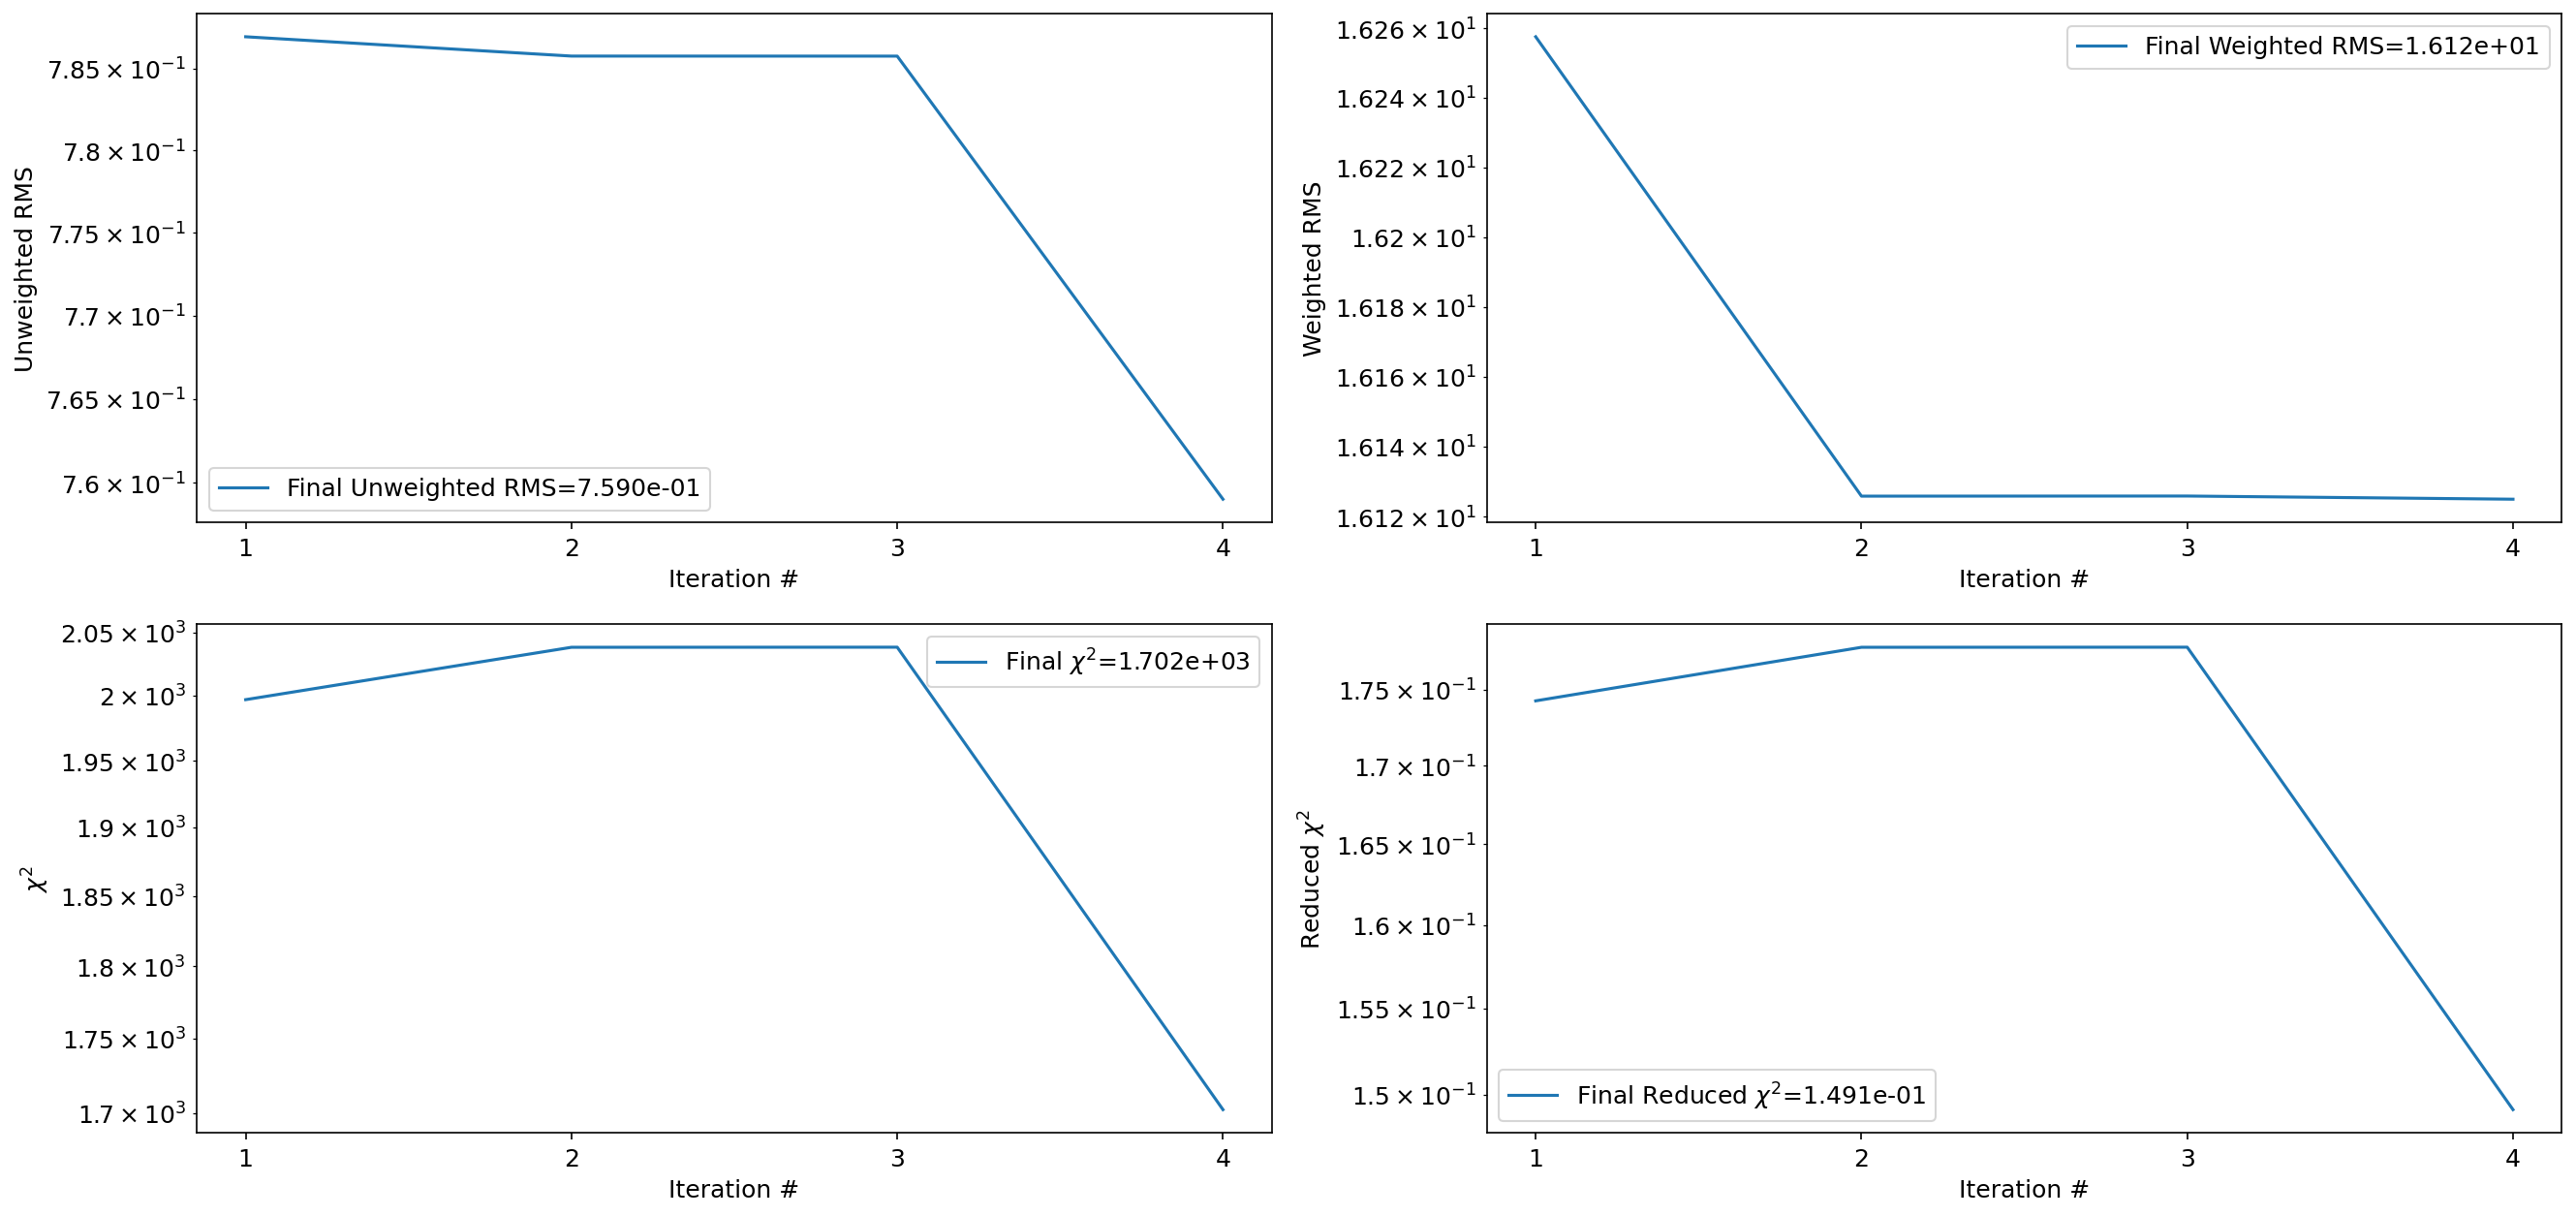 Unweighted RMS
7.85 × 10⁻¹
7.8 × 10⁻¹
7.75 × 10⁻¹
7.7 × 10⁻¹
7.65 × 10⁻¹
7.6 × 10⁻¹
Final Unweighted RMS=7.590e-01
1 2 3 4
Iteration #
Weighted RMS
1.626 × 10¹
1.624 × 10¹
1.622 × 10¹
1.62 × 10¹
1.618 × 10¹
1.616 × 10¹
1.614 × 10¹
1.612 × 10¹
Final Weighted RMS=1.612e+01
1 2 3 4
Iteration #
χ²
2.05 × 10³
2 × 10³
1.95 × 10³
1.9 × 10³
1.85 × 10³
1.8 × 10³
1.75 × 10³
1.7 × 10³
Final χ²=1.702e+03
1 2 3 4
Iteration #
Reduced χ²
1.75 × 10⁻¹
1.7 × 10⁻¹
1.65 × 10⁻¹
1.6 × 10⁻¹
1.55 × 10⁻¹
1.5 × 10⁻¹
Final Reduced χ²=1.491e-01
1 2 3 4
Iteration #